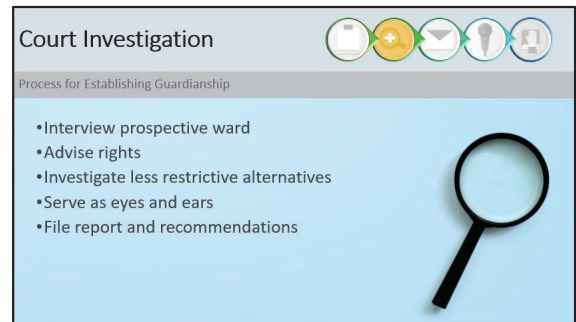 Court Investigation
Process for Establishing Guardianship
•Interview prospective ward
•Advise rights
•Investigate less restrictive alternatives
•Serve as eyes and ears
•File report and recommendations